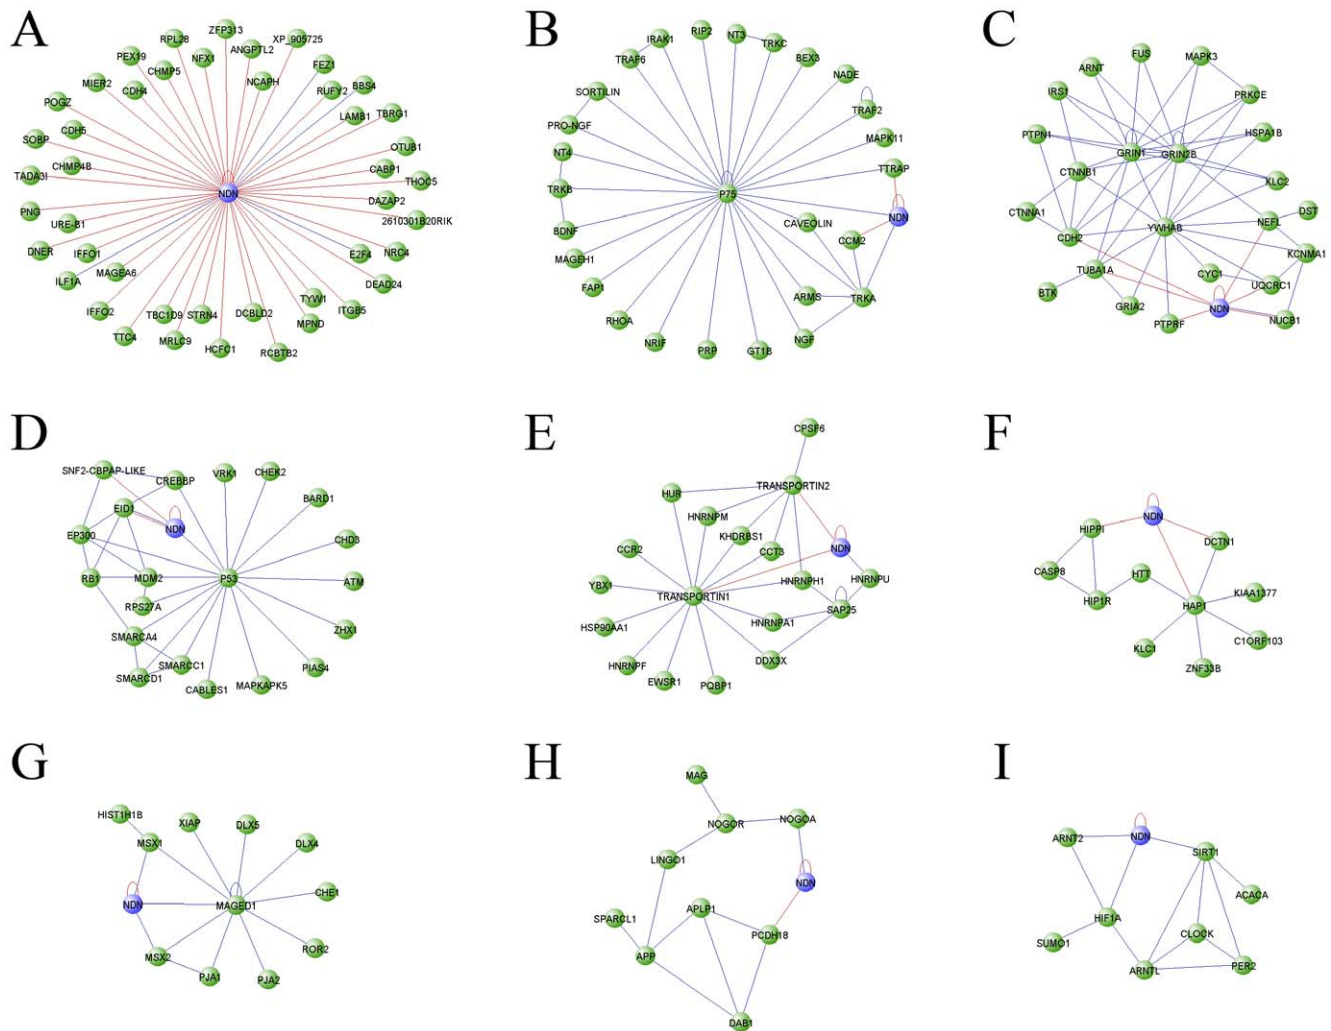 A
ZFP313
RPL28
XP_905725
ANGPTL2
PEX19
NFX1
FEZ1
CHMP5
NCAPH
MIER2
CDH4
RUFY2
BBS4
POGZ
LAMB1
TBRG1
CDH5
SOBP
OTUB1
CHMP4B
CABP1
TADA3l
THOC5
NDN
DAZAP2
PNG
2610301B20RIK
URE-B1
DNER
IFFO1
E2F4
NRC4
ILF1A
MAGEA6
DEAD24
TYW1
IFFO2
TBC1D9
STRN4
DCBLD2
ITGB5
MPND
TTC4
MRLC9
HCFC1
RCBTB2
B
RIP2
NT3
IRAK1
TRKC
TRAF6
BEX3
SORTILIN
NADE
TRAF2
PRO-NGF
MAPK11
NT4
TTRAP
TRKB
P75
NDN
CAVEOLIN
BDNF
CCM2
MAGEH1
FAP1
ARMS
TRKA
RHOA
NRIF
PRP
GT1B
NGF
C
FUS
MAPK3
ARNT
IRS1
PRKCE
PTPN1
HSPA1B
GRIN1
GRIN2B
CTNNB1
KLC2
CTNNA1
DST
NEFL
YWHAB
CDH2
KCNMA1
TUBA1A
CYC1
UQCRC1
BTK
GRIA2
NDN
PTPRF
NUCB1
D
SNF2-CBPAP-LIKE
CREBBP
VRK1
CHEK2
BARD1
EID1
NDN
EP300
CHD3
RB1
MDM2
P53
ATM
RPS27A
SMARCA4
ZHX1
SMARCC1
PIAS4
SMARCD1
CABLES1
MAPKAPK5
E
CPSF6
TRANSPORTIN2
HUR
HNRNPM
KHDRBS1
CCR2
CCT3
NDN
YBX1
HNRNPH1
HNRNPU
TRANSPORTIN1
SAP25
HSP90AA1
HNRNPA1
HNRNPF
DDX3X
EWSR1
PQBP1
F
NDN
HIPPI
DCTN1
CASP8
HTT
HIP1R
KIAA1377
HAP1
C1ORF103
KLC1
ZNF33B
G
HIST1H1B
XIAP
DLX5
MSX1
DLX4
CHE1
NDN
MAGED1
ROR2
MSX2
PJA1
PJA2
H
MAG
NOGOR
NOGOA
LINGO1
NDN
SPARCL1
APLP1
PCDH18
APP
DAB1
I
ARNT2
NDN
SIRT1
ACACA
HIF1A
SUMO1
CLOCK
ARNTL
PER2